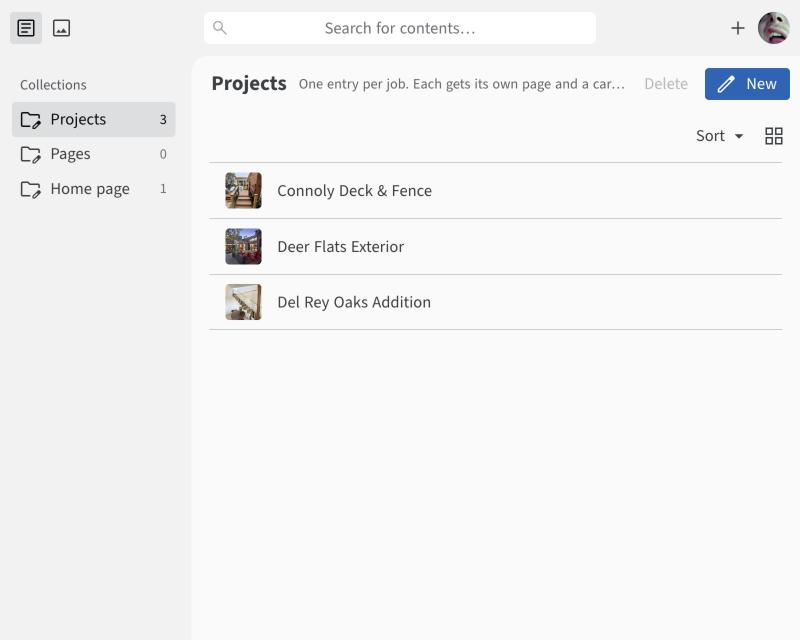 Search for contents…
Collections
Projects 3
Pages 0
Home page 1
Projects One entry per job. Each gets its own page and a car… Delete New
Sort
Connoly Deck & Fence
Deer Flats Exterior
Del Rey Oaks Addition